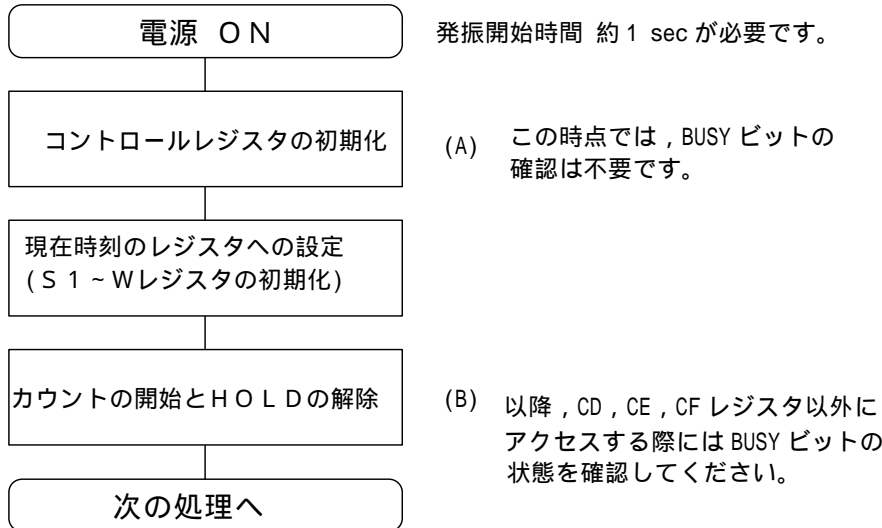 電源 ON
発振開始時間 約1 sec が必要です。
コントロールレジスタの初期化
(A) この時点では，BUSY ビットの
確認は不要です。
現在時刻のレジスタへの設定
(S1~Wレジスタの初期化)
カウントの開始とHOLDの解除
(B) 以降，CD，CE，CF レジスタ以外に
アクセスする際には BUSY ビットの
状態を確認してください。
次の処理へ